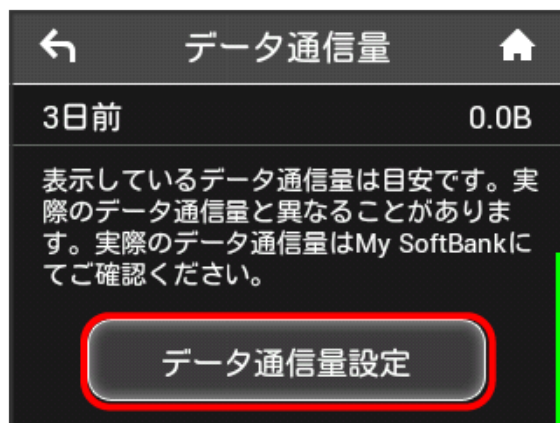 データ通信量
3日前 0.0B
表示しているデータ通信量は目安です。実
際のデータ通信量と異なることがありま
す。実際のデータ通信量はMy SoftBankに
てご確認ください。
データ通信量設定